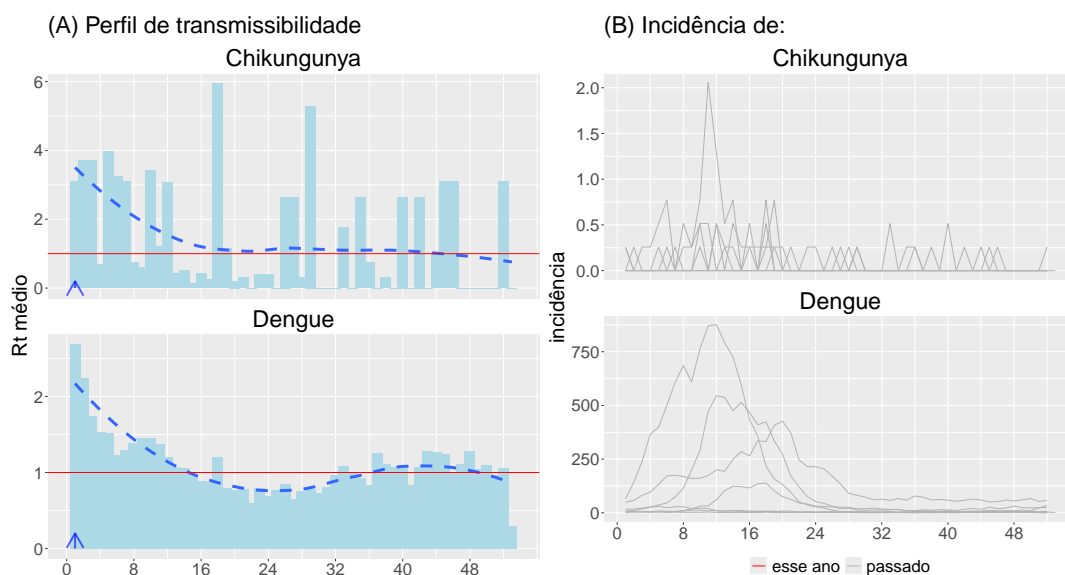 (A) Perfil de transmissibilidade
Chikungunya
6
4
2
0
Dengue
2
1
0
0 8 16 24 32 40 48
Rt médio
(B) Incidência de:
Chikungunya
2.0
1.5
1.0
0.5
0.0
Dengue
750
500
250
0
0 8 16 24 32 40 48
incidência
esse ano passado